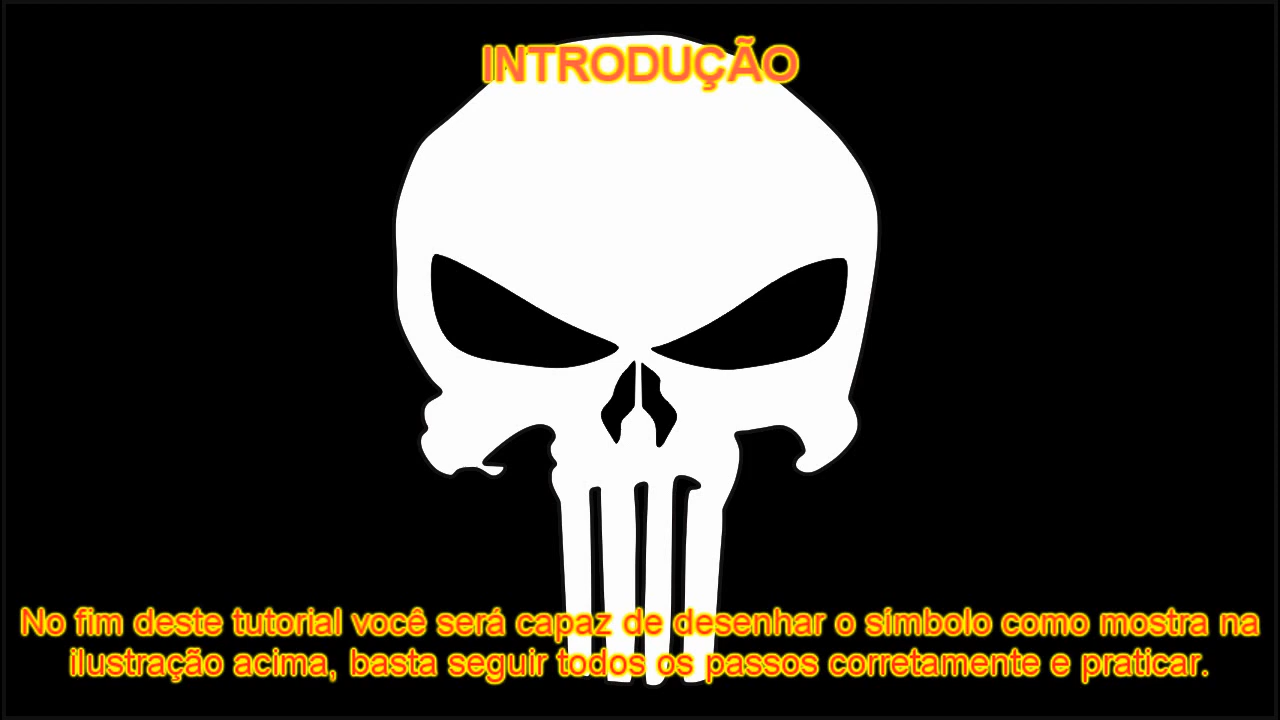 INTRODUÇÃO
No fim deste tutorial você será capaz de desenhar o símbolo como mostra na
ilustração acima, basta seguir todos os passos corretamente e praticar.